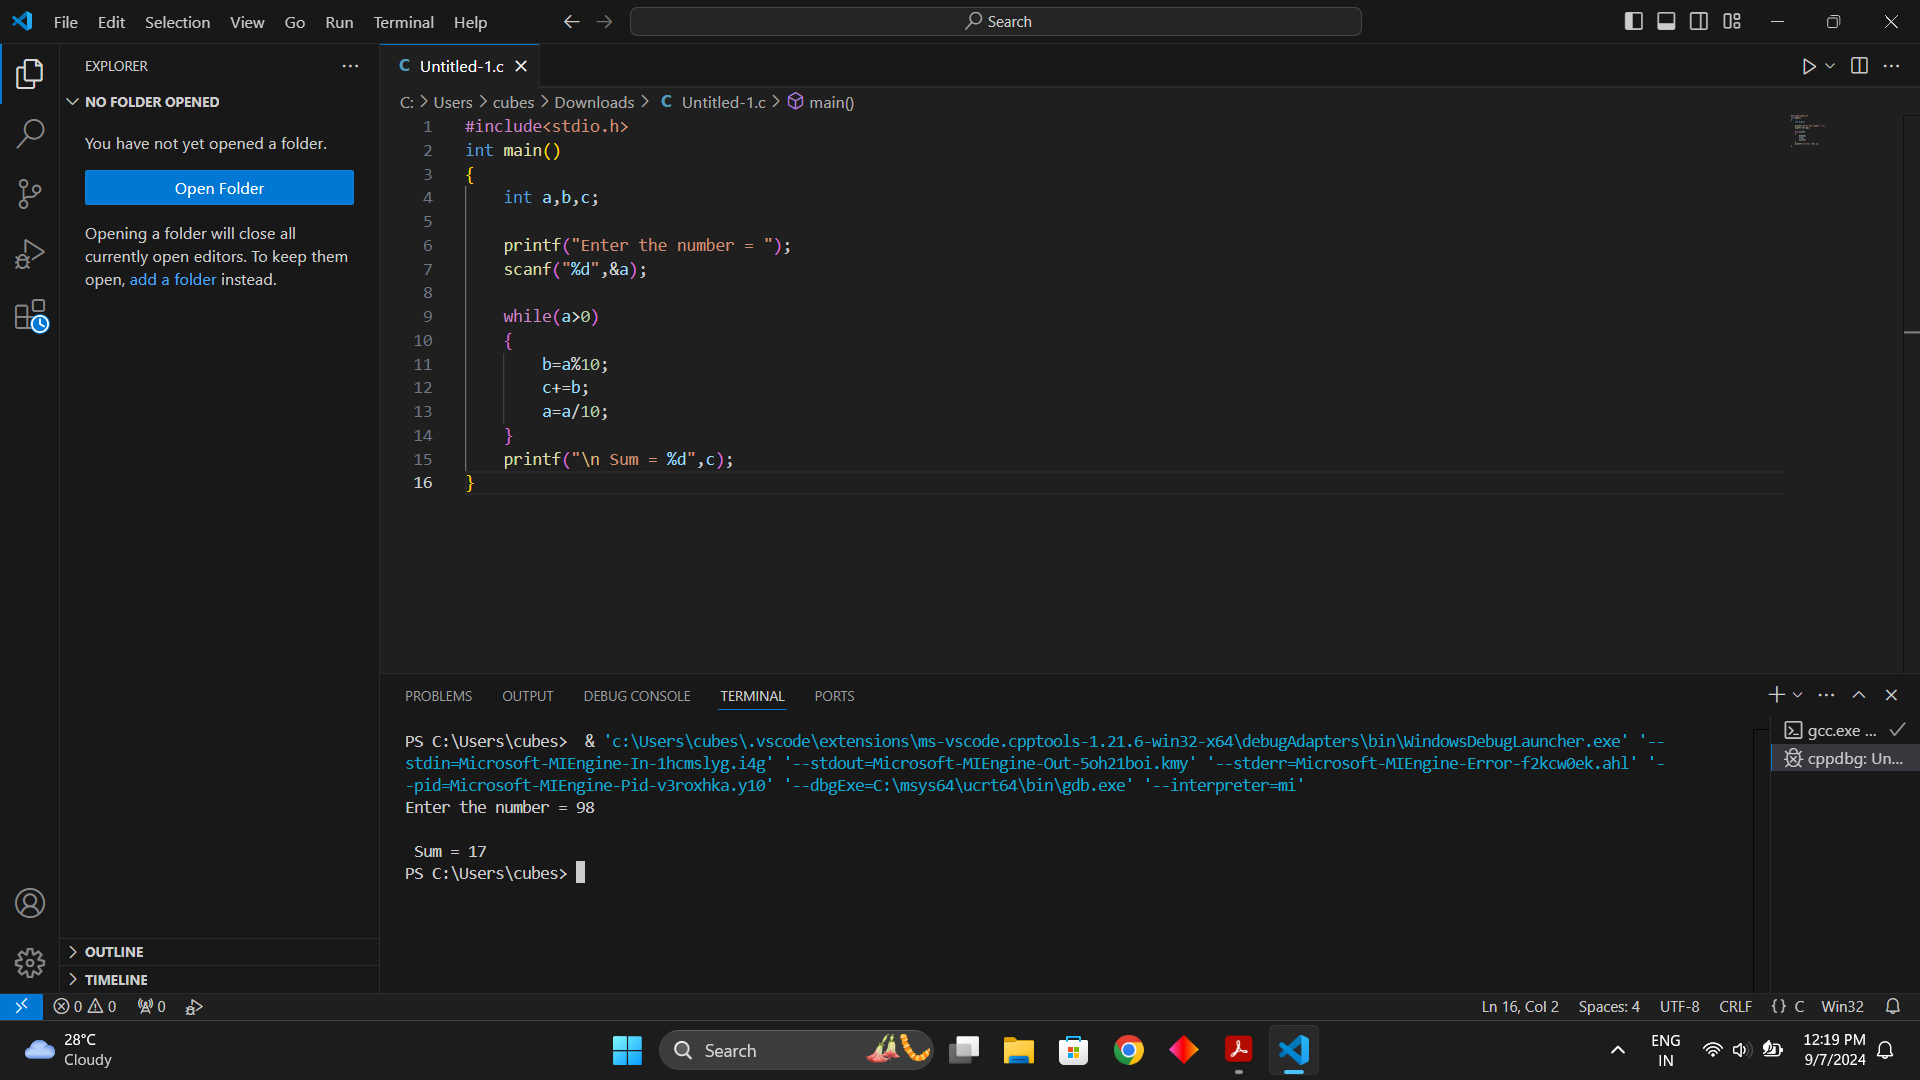 File Edit Selection View Go Run Terminal Help
Search
EXPLORER
NO FOLDER OPENED
You have not yet opened a folder.
Open Folder
Opening a folder will close all
currently open editors. To keep them
open, add a folder instead.
OUTLINE
TIMELINE
C Untitled-1.c
C: > Users > cubes > Downloads > C Untitled-1.c > main()
1 #include<stdio.h>
2 int main()
3 {
4 int a,b,c;
5
6 printf("Enter the number = ");
7 scanf("%d",&a);
8
9 while(a>0)
10 {
11 b=a%10;
12 c+=b;
13 a=a/10;
14 }
15 printf("\n Sum = %d",c);
16 }
PROBLEMS OUTPUT DEBUG CONSOLE TERMINAL PORTS
PS C:\Users\cubes>  & 'c:\Users\cubes\.vscode\extensions\ms-vscode.cpptools-1.21.6-win32-x64\debugAdapters\bin\WindowsDebugLauncher.exe' '--
stdin=Microsoft-MIEngine-In-1hcmslyg.i4g' '--stdout=Microsoft-MIEngine-Out-5oh21boi.kmy' '--stderr=Microsoft-MIEngine-Error-f2kcw0ek.ahl' '-
-pid=Microsoft-MIEngine-Pid-v3roxhka.y10' '--dbgExe=C:\msys64\ucrt64\bin\gdb.exe' '--interpreter=mi'
Enter the number = 98
Sum = 17
PS C:\Users\cubes>
gcc.exe ...
cppdbg: Un...
0 0 0
Ln 16, Col 2 Spaces: 4 UTF-8 CRLF {} C Win32
28°C
Cloudy
Search
ENG
IN
12:19 PM
9/7/2024